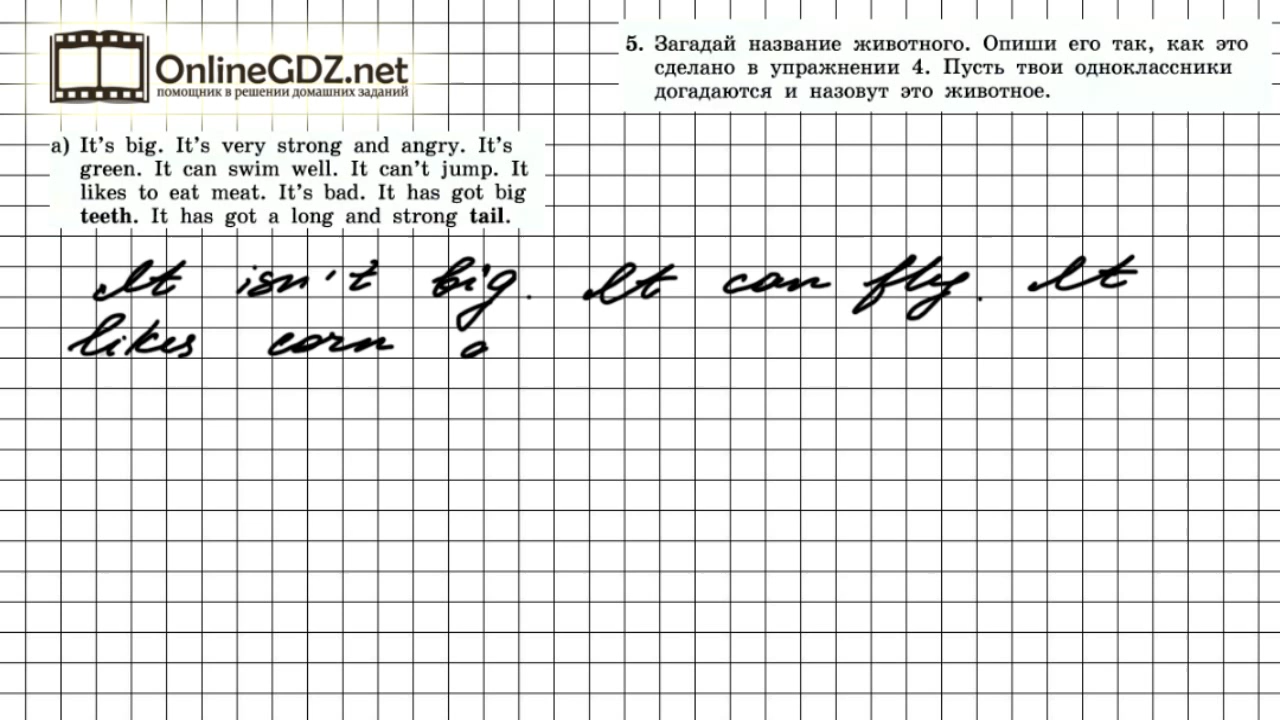 OnlineGDZ.net
помощник в решении домашних заданий
5. Загадай название животного. Опиши его так, как это
сделано в упражнении 4. Пусть твои одноклассники
догадаются и назовут это животное.
a) It's big. It's very strong and angry. It's
green. It can swim well. It can't jump. It
likes to eat meat. It's bad. It has got big
teeth. It has got a long and strong tail.
It isn't big. It can fly. It
likes corn a